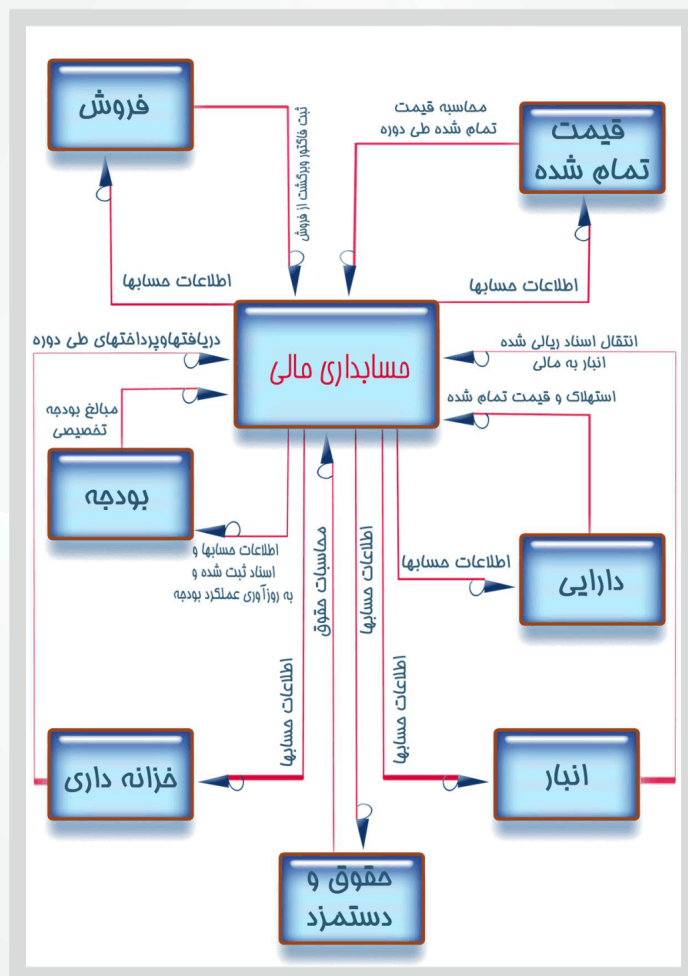 فروش
ثبت فاکتور وبرگشت از فروش
محاسبه قیمت
تمام شده طی دوره
قیمت
تمام شده
اطلاعات حسابها
اطلاعات حسابها
دریافتهاوپرداختهای طی دوره
حسابداری مالی
انتقال اسناد ریالی شده
انبار به مالی
استهلاک و قیمت تمام شده
مبالغ بودجه
تخصیصی
بودجه
اطلاعات حسابها و
اسناد ثبت شده و
به روزآوری عملکرد بودجه
محاسبات حقوق
اطلاعات حسابها
اطلاعات حسابها
دارایی
اطلاعات حسابها
اطلاعات حسابها
خزانه داری
انبار
حقوق و
دستمزد